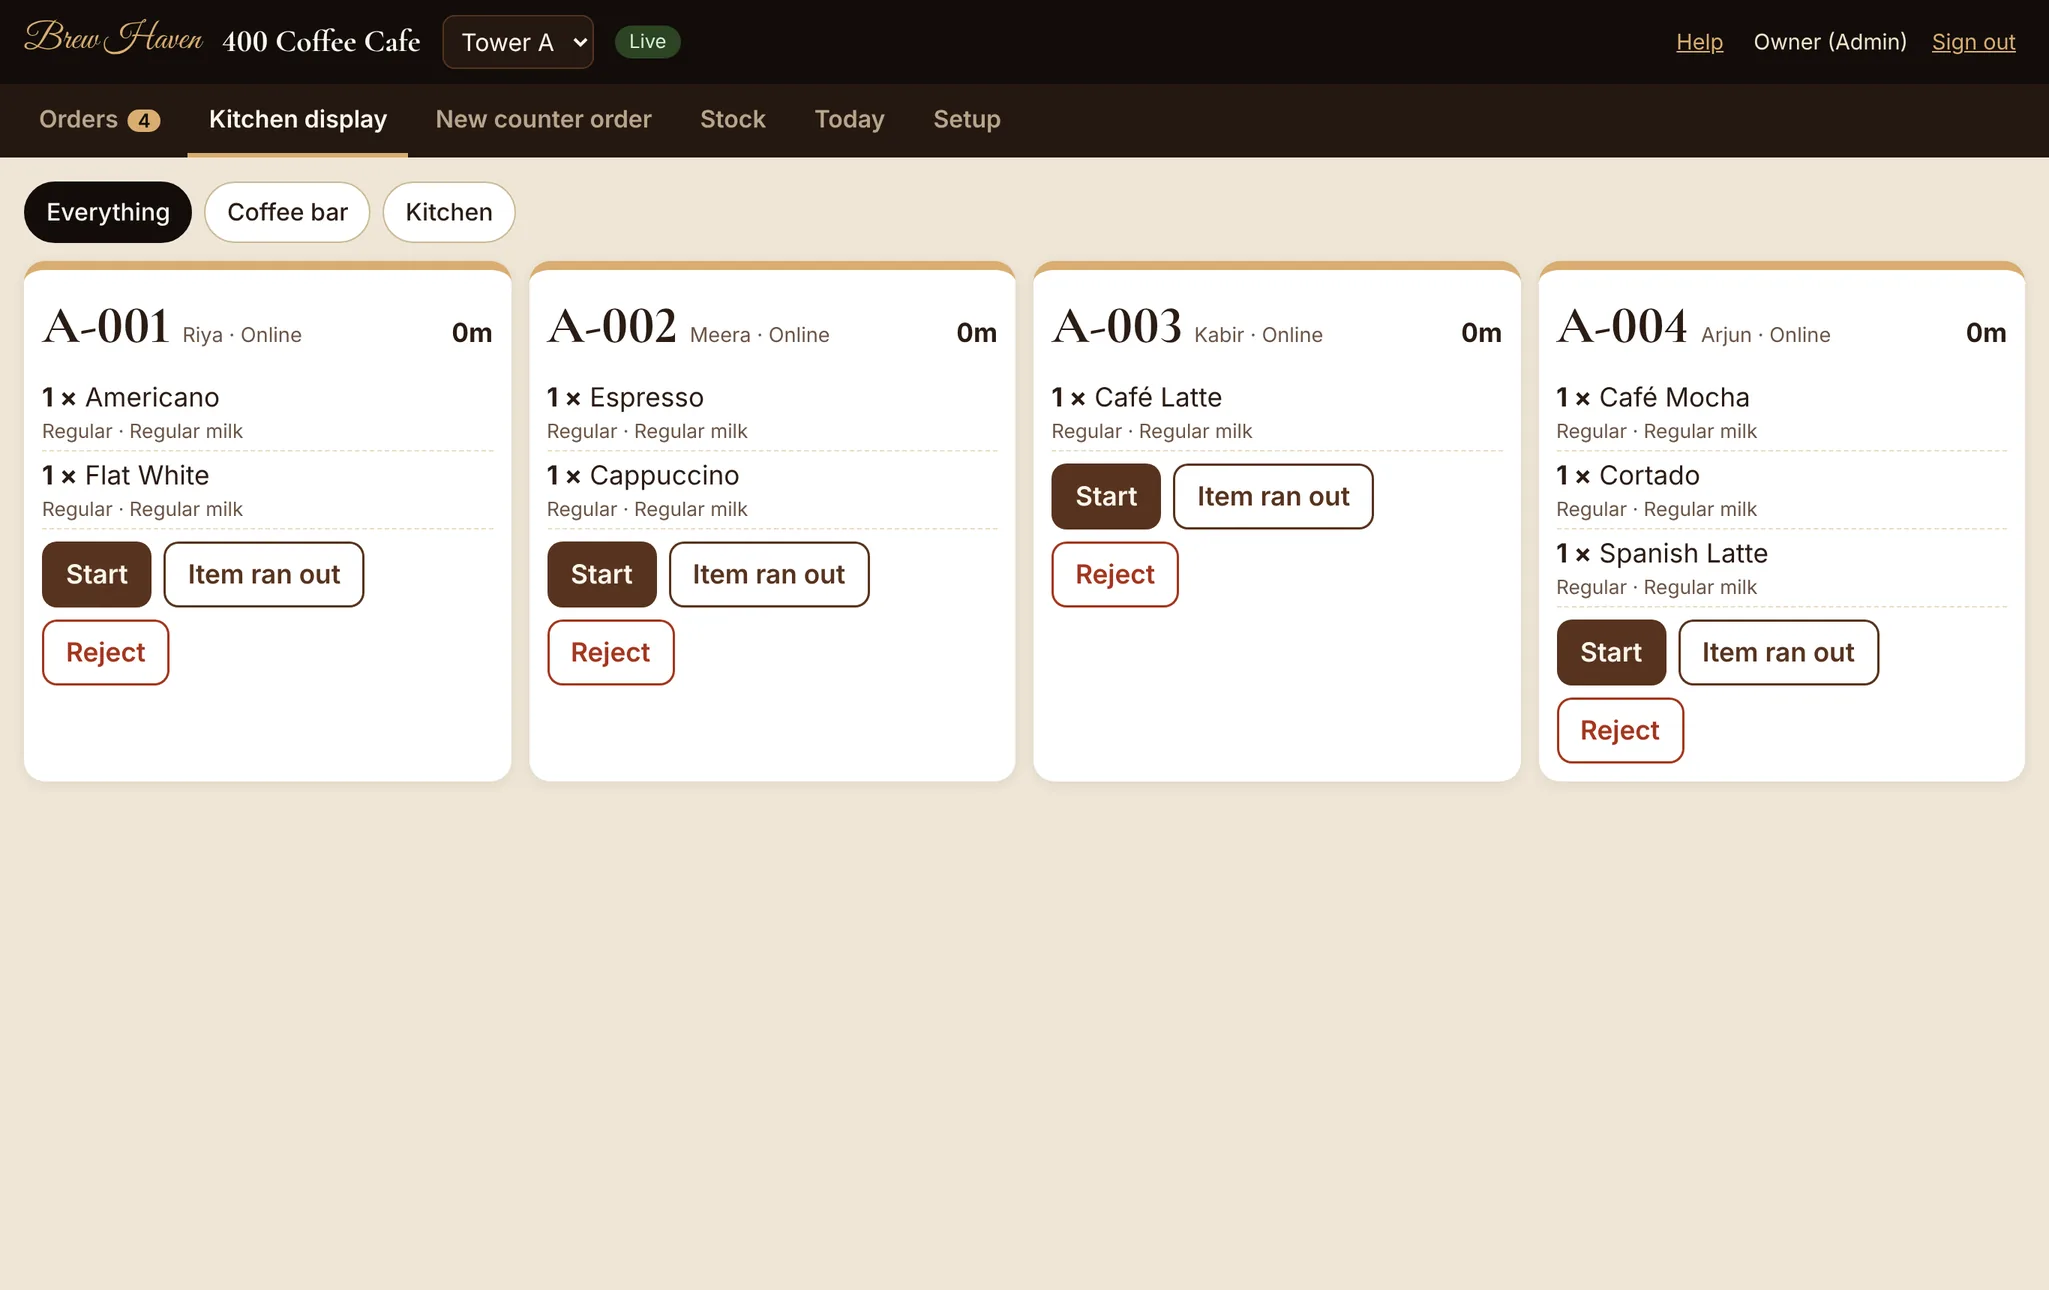 Brew Haven 400 Coffee Cafe Tower A Live Help Owner (Admin) Sign out
Orders 4 Kitchen display New counter order Stock Today Setup
Everything Coffee bar Kitchen
A-001 Riya · Online 0m
1 × Americano
Regular · Regular milk
1 × Flat White
Regular · Regular milk
Start Item ran out
Reject
A-002 Meera · Online 0m
1 × Espresso
Regular · Regular milk
1 × Cappuccino
Regular · Regular milk
Start Item ran out
Reject
A-003 Kabir · Online 0m
1 × Café Latte
Regular · Regular milk
Start Item ran out
Reject
A-004 Arjun · Online 0m
1 × Café Mocha
Regular · Regular milk
1 × Cortado
Regular · Regular milk
1 × Spanish Latte
Regular · Regular milk
Start Item ran out
Reject